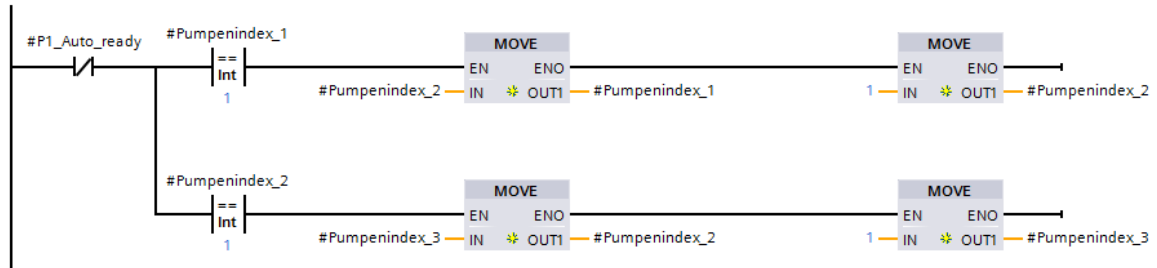 #P1_Auto_ready
#Pumpenindex_1
==
Int
1
MOVE
EN ENO
#Pumpenindex_2 IN OUT1 #Pumpenindex_1
MOVE
EN ENO
1 IN OUT1 #Pumpenindex_2
#Pumpenindex_2
==
Int
1
MOVE
EN ENO
#Pumpenindex_3 IN OUT1 #Pumpenindex_2
MOVE
EN ENO
1 IN OUT1 #Pumpenindex_3